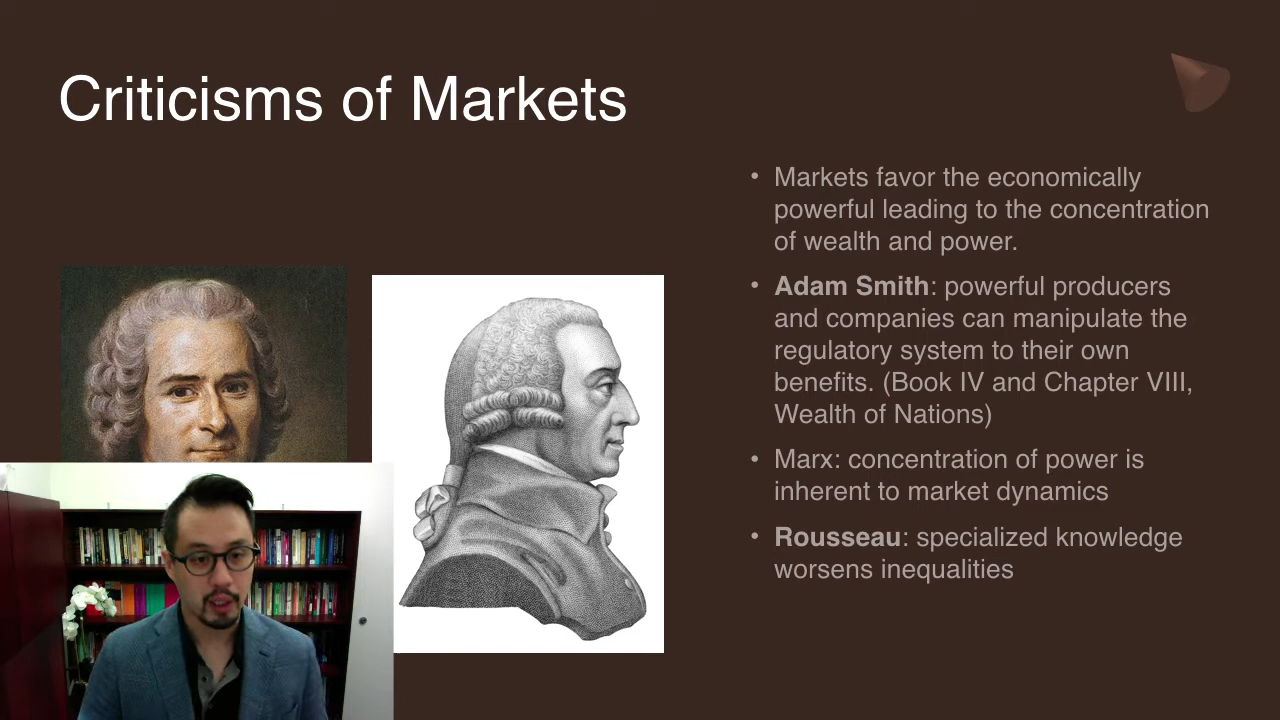 Criticisms of Markets
• Markets favor the economically
powerful leading to the concentration
of wealth and power.
• Adam Smith: powerful producers
and companies can manipulate the
regulatory system to their own
benefits. (Book IV and Chapter VIII,
Wealth of Nations)
• Marx: concentration of power is
inherent to market dynamics
• Rousseau: specialized knowledge
worsens inequalities